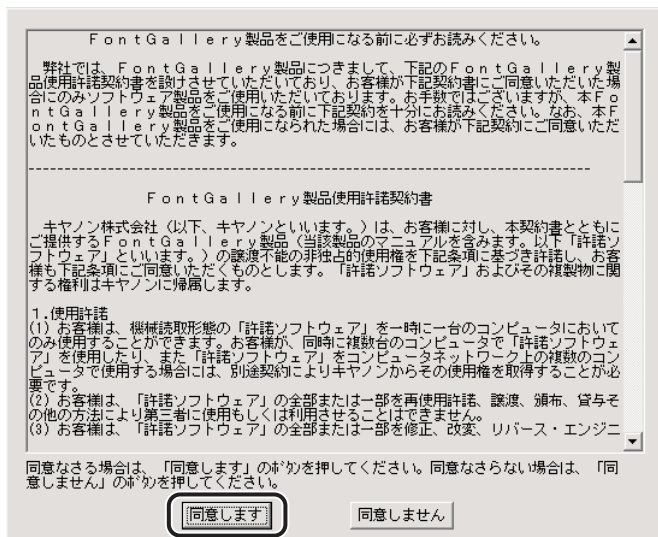 ＦｏｎｔＧａｌｌｅｒｙ製品をご使用になる前に必ずお読みください。
弊社では、ＦｏｎｔＧａｌｌｅｒｙ製品につきまして、下記のＦｏｎｔＧａｌｌｅｒｙ製
品使用許諾契約書を設けさせていただいており、お客様が下記契約書にご同意いただいた場
合にのみソフトウェア製品をご使用いただいております。お手数ではございますが、本Ｆｏ
ｎｔＧａｌｌｅｒｙ製品をご使用になる前に下記契約を十分にお読みください。なお、本Ｆ
ｏｎｔＧａｌｌｅｒｙ製品をご使用になられた場合には、お客様が下記契約にご同意いただ
いたものとさせていただきます。
--------------------------------------------------------------------------------
ＦｏｎｔＧａｌｌｅｒｙ製品使用許諾契約書
キヤノン株式会社（以下、キヤノンといいます。）は、お客様に対し、本契約書とともに
ご提供するＦｏｎｔＧａｌｌｅｒｙ製品（当該製品のマニュアルを含みます。以下「許諾ソ
フトウェア」といいます。）の譲渡不能の非独占的使用権を下記条項に基づき許諾し、お客
様も下記条項にご同意いただくものとします。「許諾ソフトウェア」およびその複製物に関
する権利はキヤノンに帰属します。
１.使用許諾
(1) お客様は、機械読取形態の「許諾ソフトウェア」を一時に一台のコンピュータにおいて
のみ使用することができます。お客様が、同時に複数台のコンピュータで「許諾ソフトウェ
ア」を使用したり、また「許諾ソフトウェア」をコンピュータネットワーク上の複数のコン
ピュータで使用する場合には、別途契約によりキヤノンからその使用権を取得することが必
要です。
(2) お客様は、「許諾ソフトウェア」の全部または一部を再使用許諾、譲渡、頒布、貸与そ
の他の方法により第三者に使用もしくは利用させることはできません。
(3) お客様は、「許諾ソフトウェア」の全部または一部を修正、改変、リバース・エンジニ
同意なさる場合は、「同意します」のﾎﾞﾀﾝを押してください。同意なさらない場合は、「同
意しません」のﾎﾞﾀﾝを押してください。
同意します 同意しません